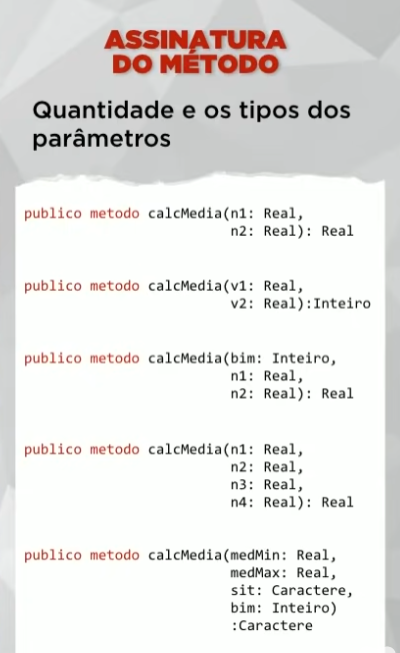 ASSINATURA
DO MÉTODO
Quantidade e os tipos dos
parâmetros
publico metodo calcMedia(n1: Real,
n2: Real): Real
publico metodo calcMedia(v1: Real,
v2: Real):Inteiro
publico metodo calcMedia(bim: Inteiro,
n1: Real,
n2: Real): Real
publico metodo calcMedia(n1: Real,
n2: Real,
n3: Real,
n4: Real): Real
publico metodo calcMedia(medMin: Real,
medMax: Real,
sit: Caractere,
bim: Inteiro)
:Caractere